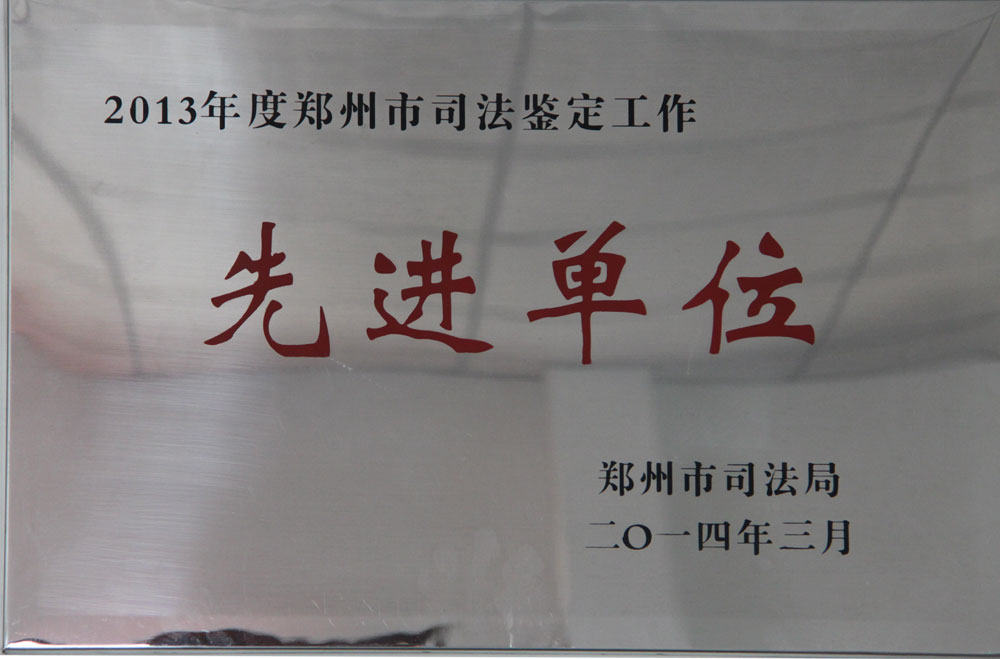 2013年度郑州市司法鉴定工作
先进单位
郑州市司法局
二〇一四年三月